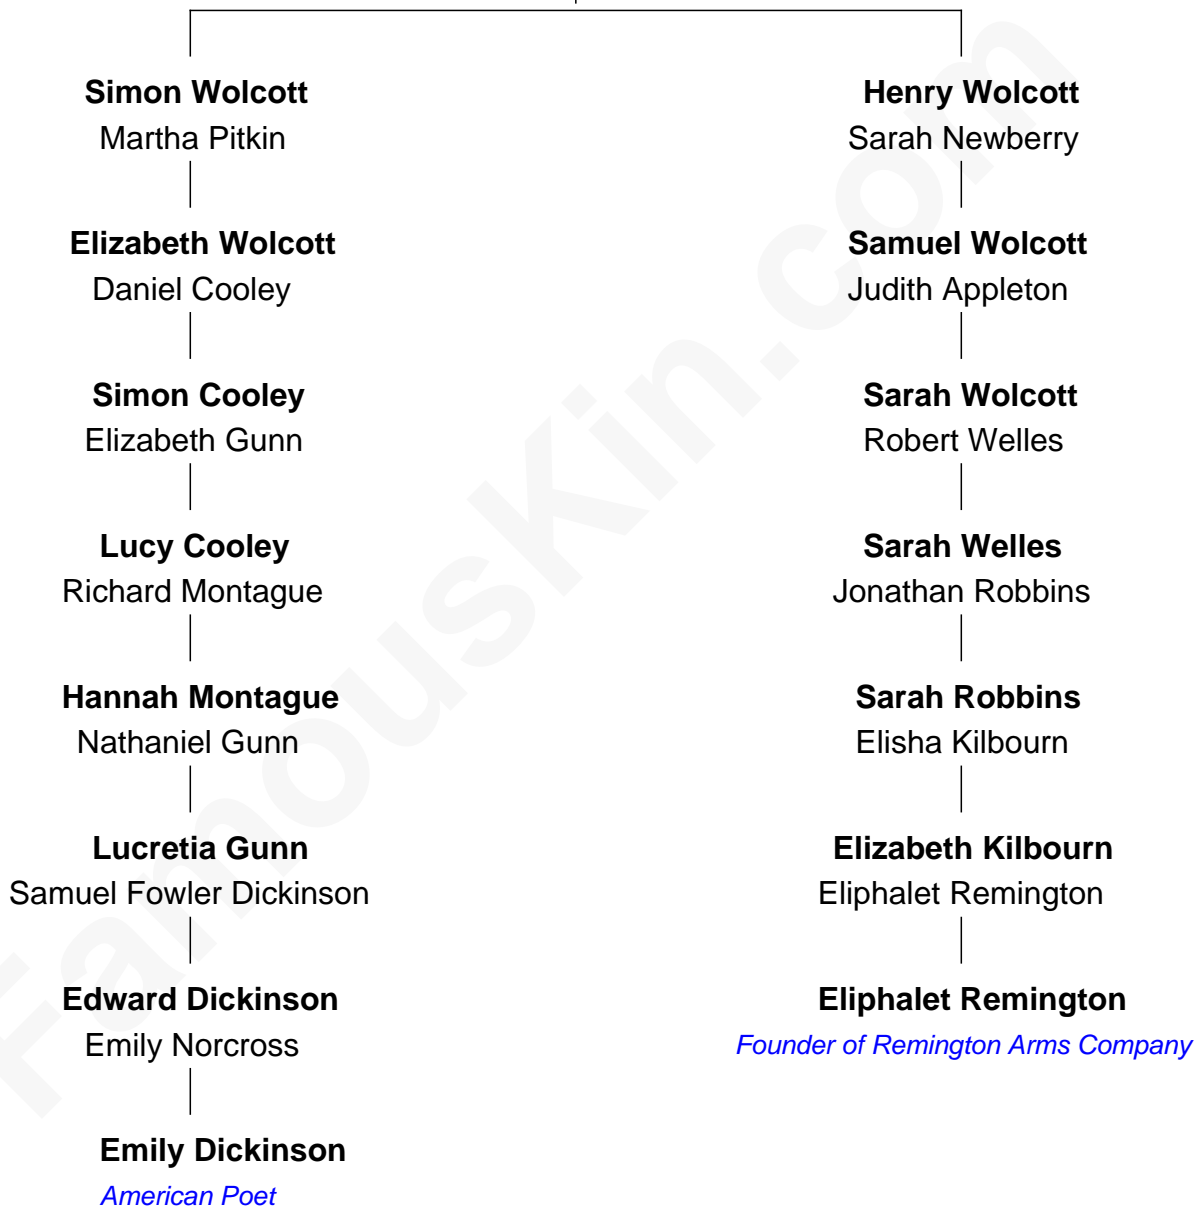 Simon Wolcott
Martha Pitkin
Elizabeth Wolcott
Daniel Cooley
Simon Cooley
Elizabeth Gunn
Lucy Cooley
Richard Montague
Hannah Montague
Nathaniel Gunn
Lucretia Gunn
Samuel Fowler Dickinson
Edward Dickinson
Emily Norcross
Emily Dickinson
American Poet
Henry Wolcott
Sarah Newberry
Samuel Wolcott
Judith Appleton
Sarah Wolcott
Robert Welles
Sarah Welles
Jonathan Robbins
Sarah Robbins
Elisha Kilbourn
Elizabeth Kilbourn
Eliphalet Remington
Eliphalet Remington
Founder of Remington Arms Company
FamousKin.com